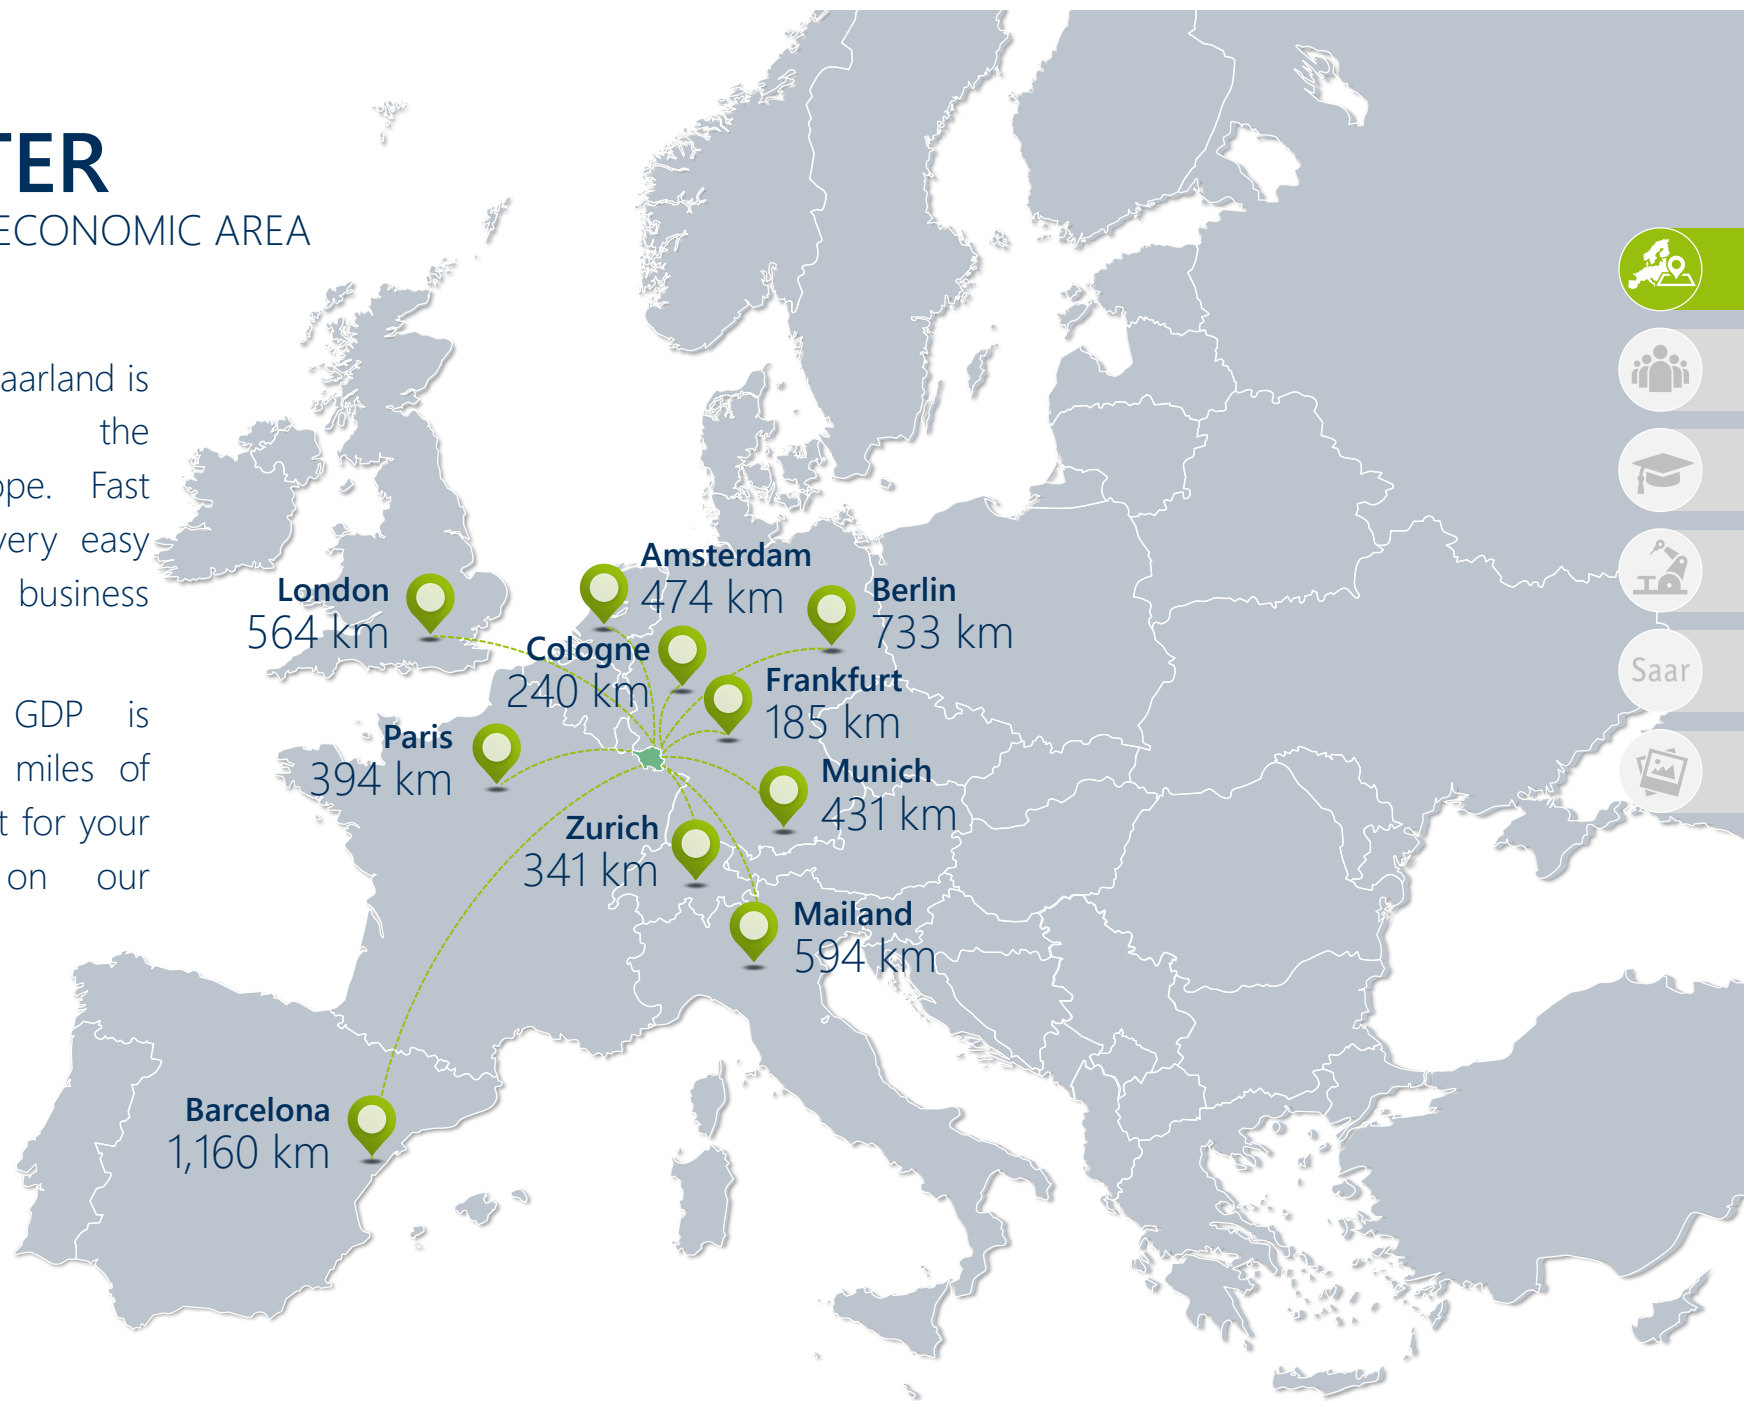 TER
ECONOMIC AREA
aarland is
the
ope. Fast
very easy
business
GDP is
miles of
t for your
on our
Amsterdam
474 km
London
564 km
Berlin
733 km
Cologne
240 km
Frankfurt
185 km
Paris
394 km
Munich
431 km
Zurich
341 km
Mailand
594 km
Barcelona
1,160 km
Saar